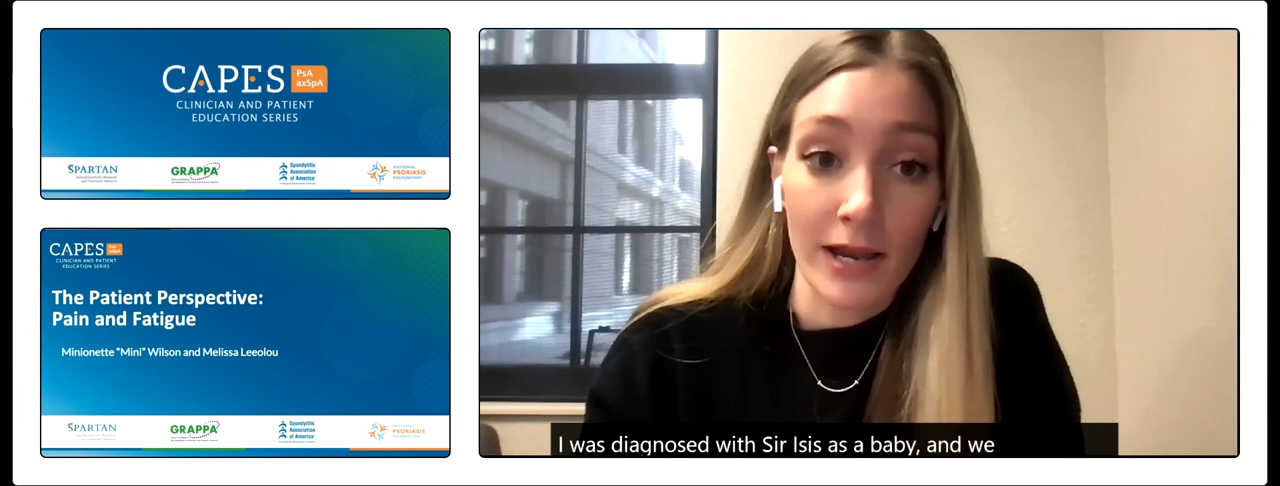 CAPES PsA axSpA
CLINICIAN AND PATIENT
EDUCATION SERIES
SPARTAN
GRAPPA
Spondylitis
Association
of America
NATIONAL
PSORIASIS
FOUNDATION
CAPES PsA axSpA
CLINICIAN AND PATIENT
EDUCATION SERIES
The Patient Perspective:
Pain and Fatigue
Minionette “Mini” Wilson and Melissa Leeolou
SPARTAN
GRAPPA
Spondylitis
Association
of America
NATIONAL
PSORIASIS
FOUNDATION
I was diagnosed with Sir Isis as a baby, and we